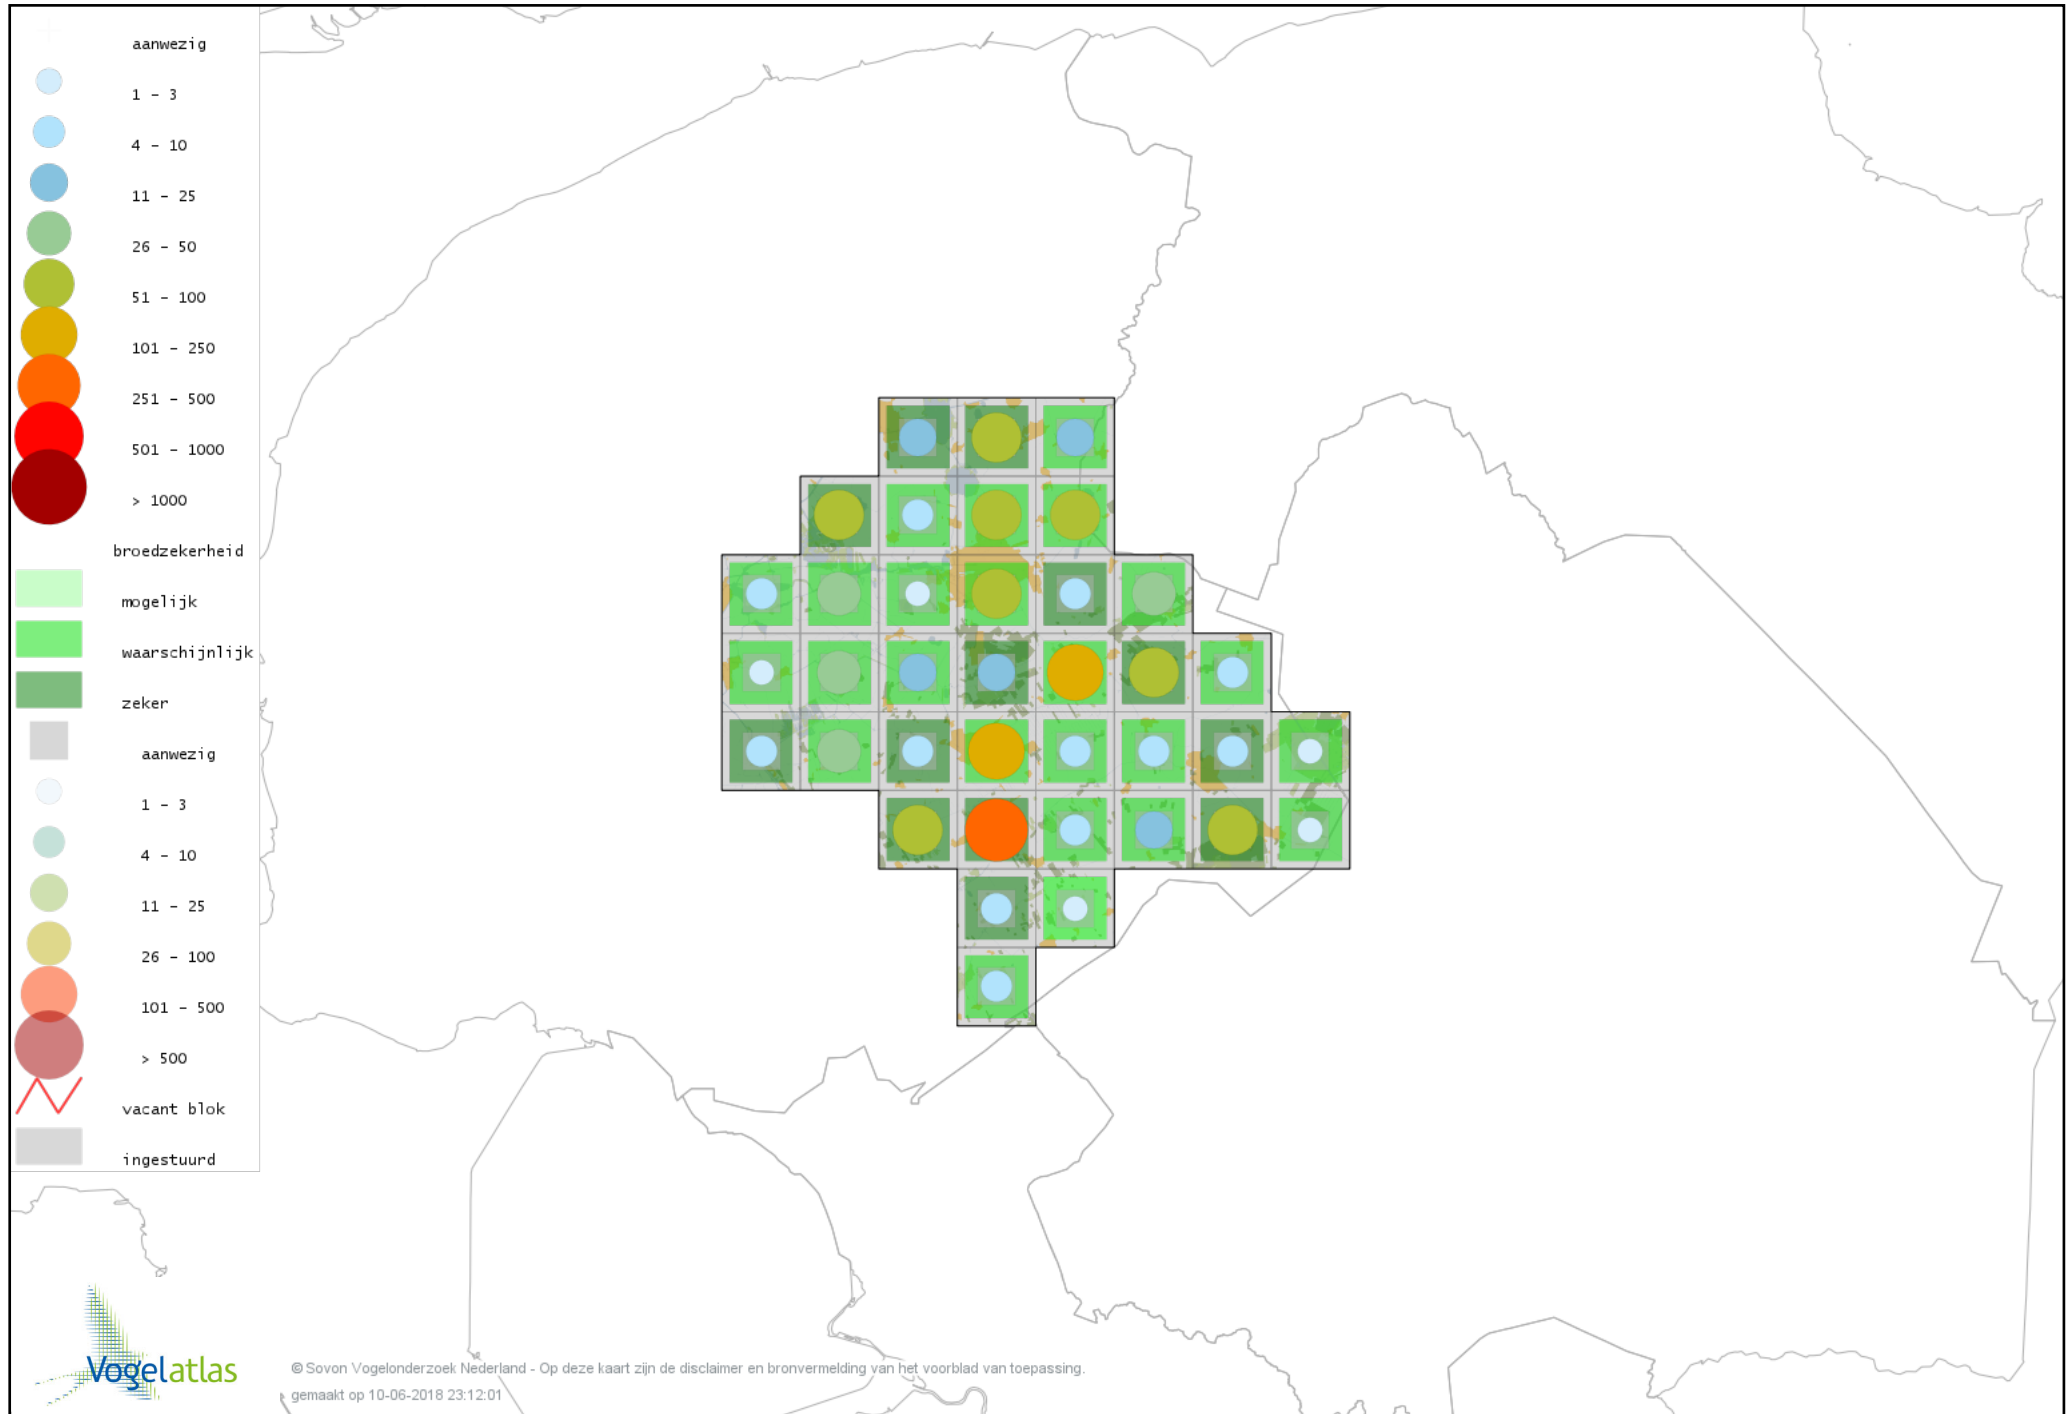 aanwezig
1 - 3
4 - 10
11 - 25
26 - 50
51 - 100
101 - 250
251 - 500
501 - 1000
> 1000
broedzekerheid
mogelijk
waarschijnlijk
zeker
aanwezig
1 - 3
4 - 10
11 - 25
26 - 100
101 - 500
> 500
vacant blok
ingestuurd
Vogelatlas
© Sovon Vogelonderzoek Nederland - Op deze kaart zijn de disclaimer en bronvermelding van het voorblad van toepassing.
gemaakt op 10-06-2018 23:12:01